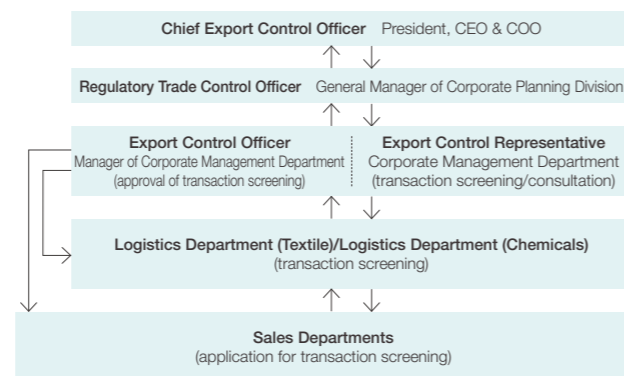 Chief Export Control Officer President, CEO & COO
Regulatory Trade Control Officer General Manager of Corporate Planning Division
Export Control Officer
Manager of Corporate Management Department
(approval of transaction screening)
Export Control Representative
Corporate Management Department
(transaction screening/consultation)
Logistics Department (Textile)/Logistics Department (Chemicals)
(transaction screening)
Sales Departments
(application for transaction screening)